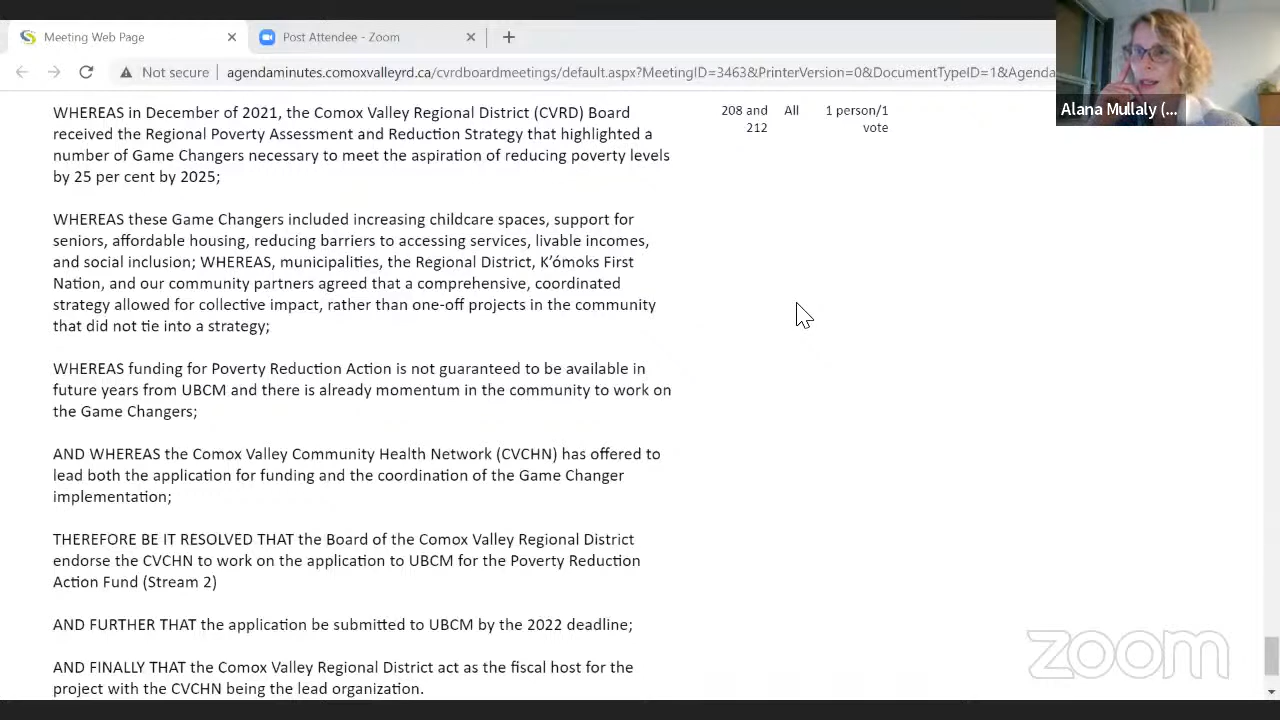 Meeting Web Page
Post Attendee - Zoom
Not secure
agendaminutes.comoxvalleyrd.ca/cvrdboardmeetings/default.aspx?MeetingID=3463&PrinterVersion=0&DocumentTypeID=1&Agenda
Alana Mullaly (...
WHEREAS in December of 2021, the Comox Valley Regional District (CVRD) Board
received the Regional Poverty Assessment and Reduction Strategy that highlighted a
number of Game Changers necessary to meet the aspiration of reducing poverty levels
by 25 per cent by 2025;
208 and
212
All
1 person/1
vote
WHEREAS these Game Changers included increasing childcare spaces, support for
seniors, affordable housing, reducing barriers to accessing services, livable incomes,
and social inclusion; WHEREAS, municipalities, the Regional District, K’ómoks First
Nation, and our community partners agreed that a comprehensive, coordinated
strategy allowed for collective impact, rather than one-off projects in the community
that did not tie into a strategy;
WHEREAS funding for Poverty Reduction Action is not guaranteed to be available in
future years from UBCM and there is already momentum in the community to work on
the Game Changers;
AND WHEREAS the Comox Valley Community Health Network (CVCHN) has offered to
lead both the application for funding and the coordination of the Game Changer
implementation;
THEREFORE BE IT RESOLVED THAT the Board of the Comox Valley Regional District
endorse the CVCHN to work on the application to UBCM for the Poverty Reduction
Action Fund (Stream 2)
AND FURTHER THAT the application be submitted to UBCM by the 2022 deadline;
AND FINALLY THAT the Comox Valley Regional District act as the fiscal host for the
project with the CVCHN being the lead organization.
zoom